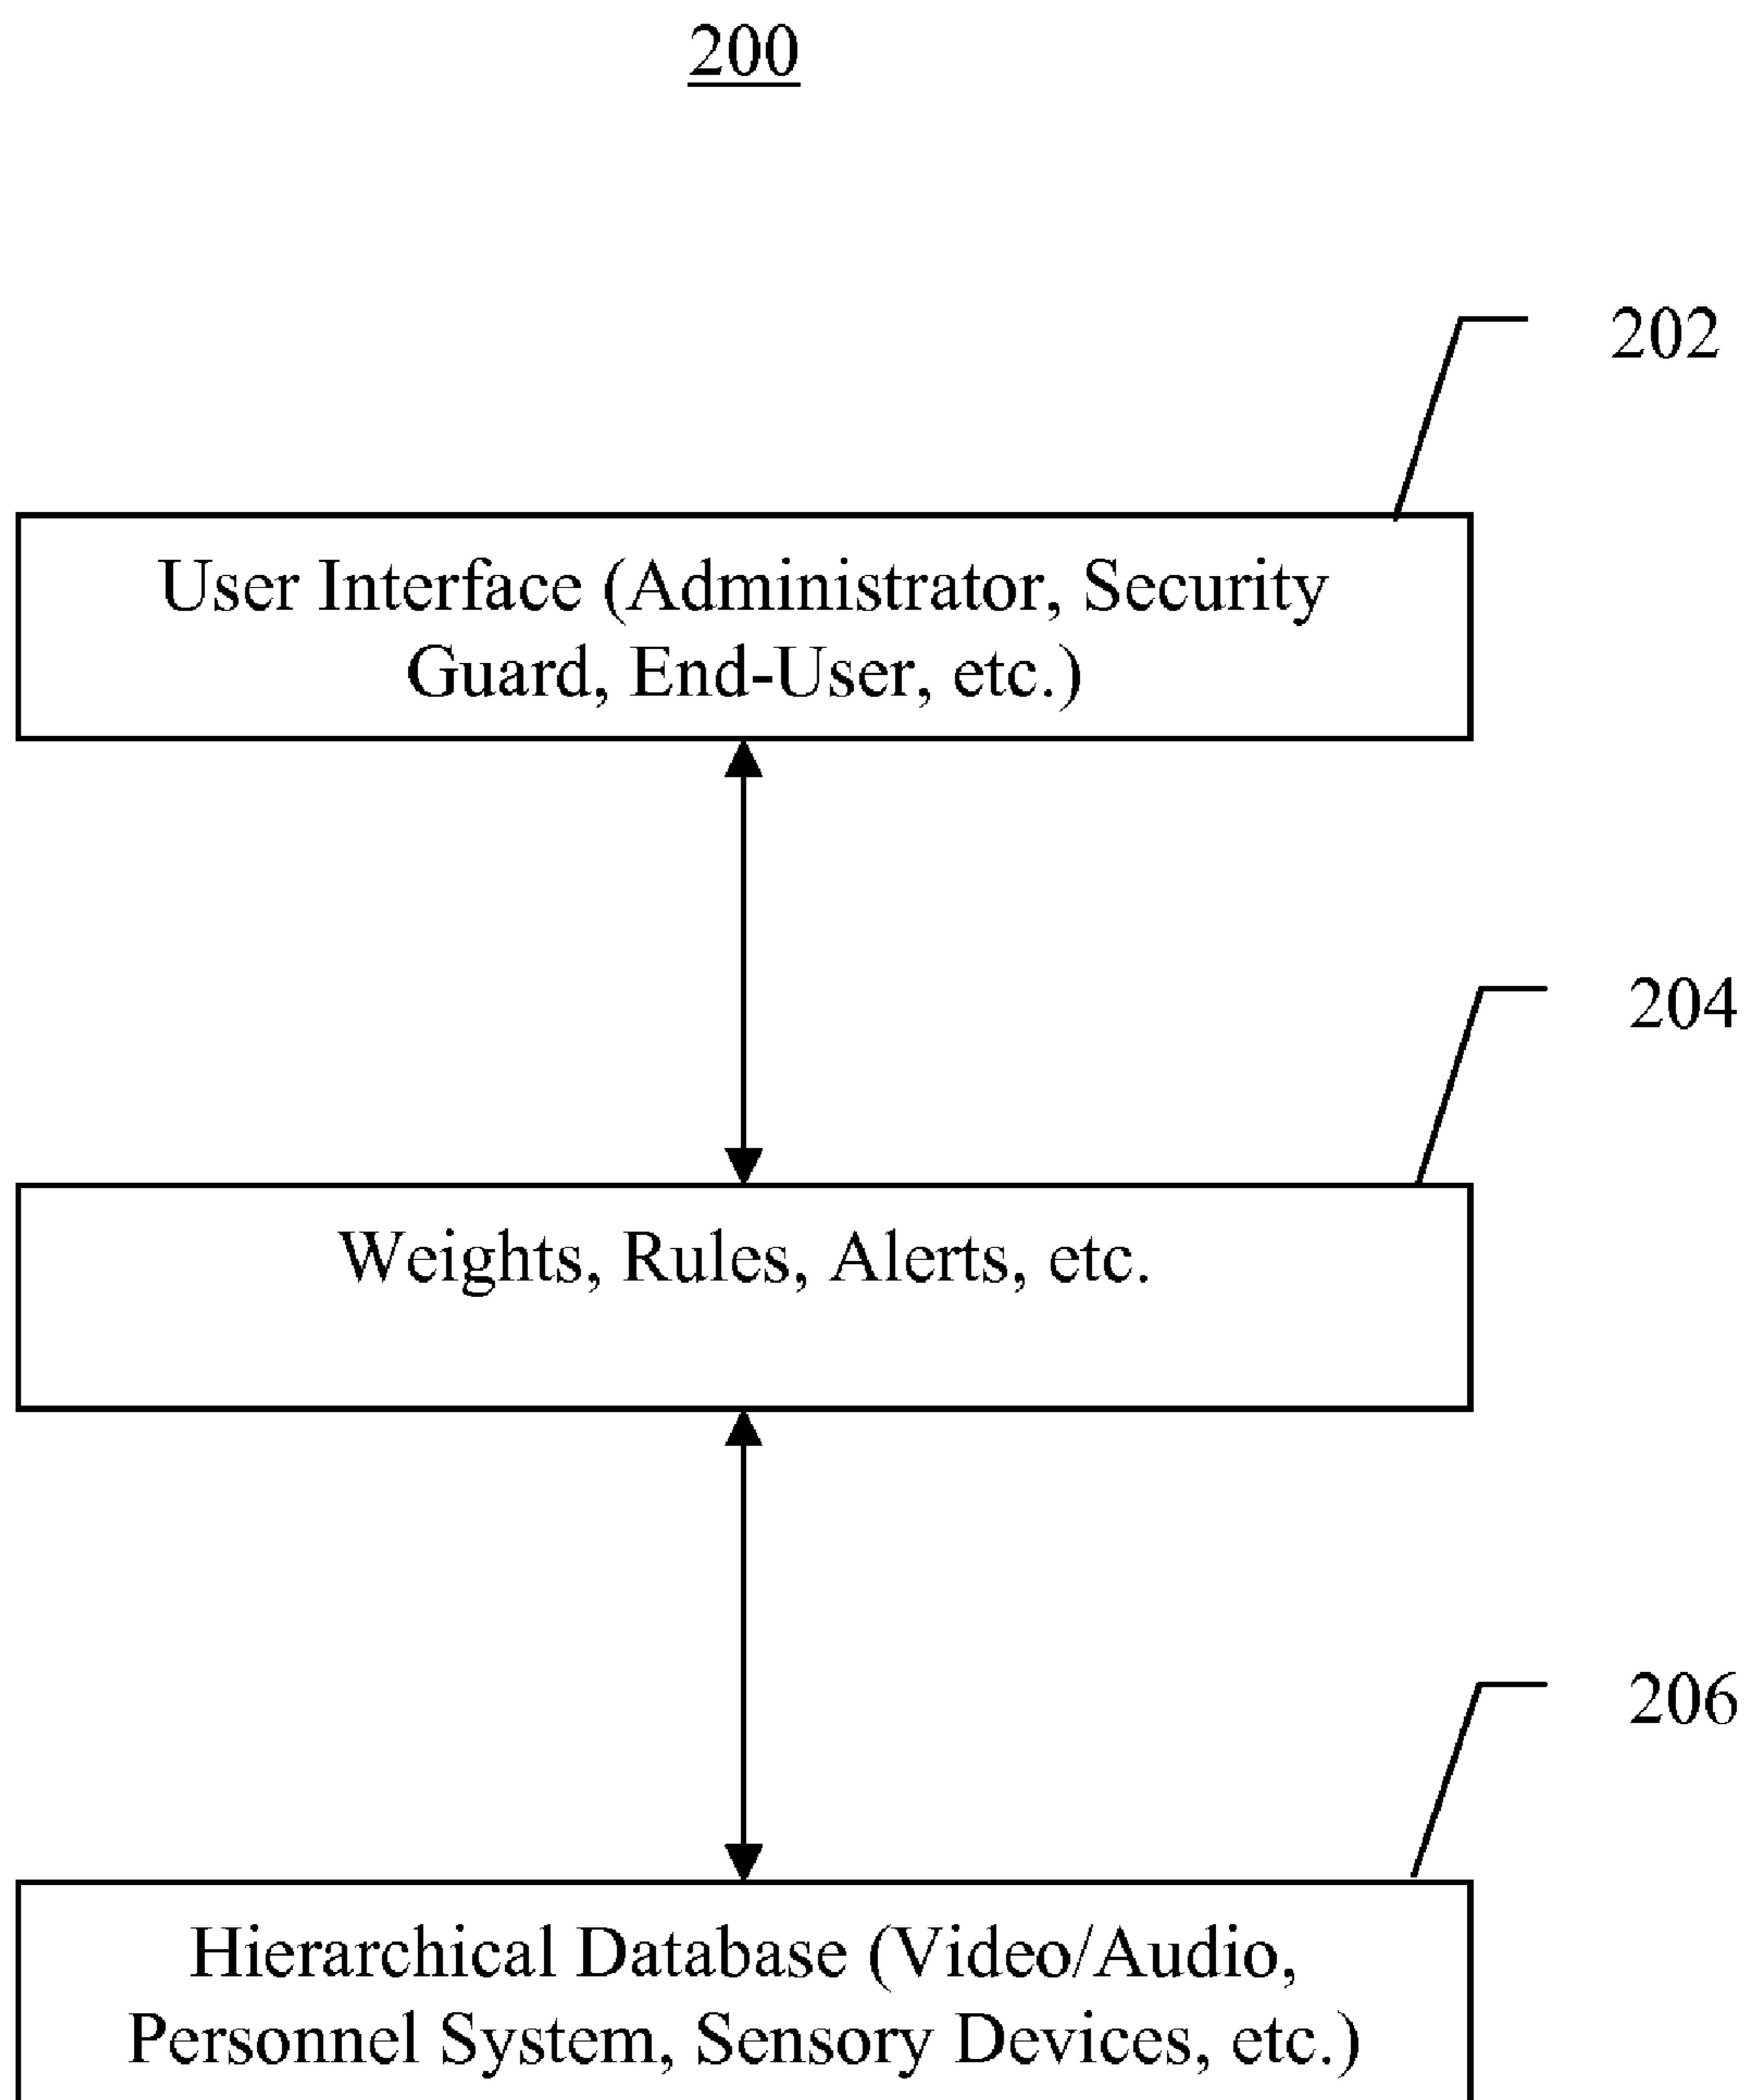 200
202
User Interface (Administrator, Security
Guard, End-User, etc.)
204
Weights, Rules, Alerts, etc.
206
Hierarchical Database (Video/Audio,
Personnel System, Sensory Devices, etc.)